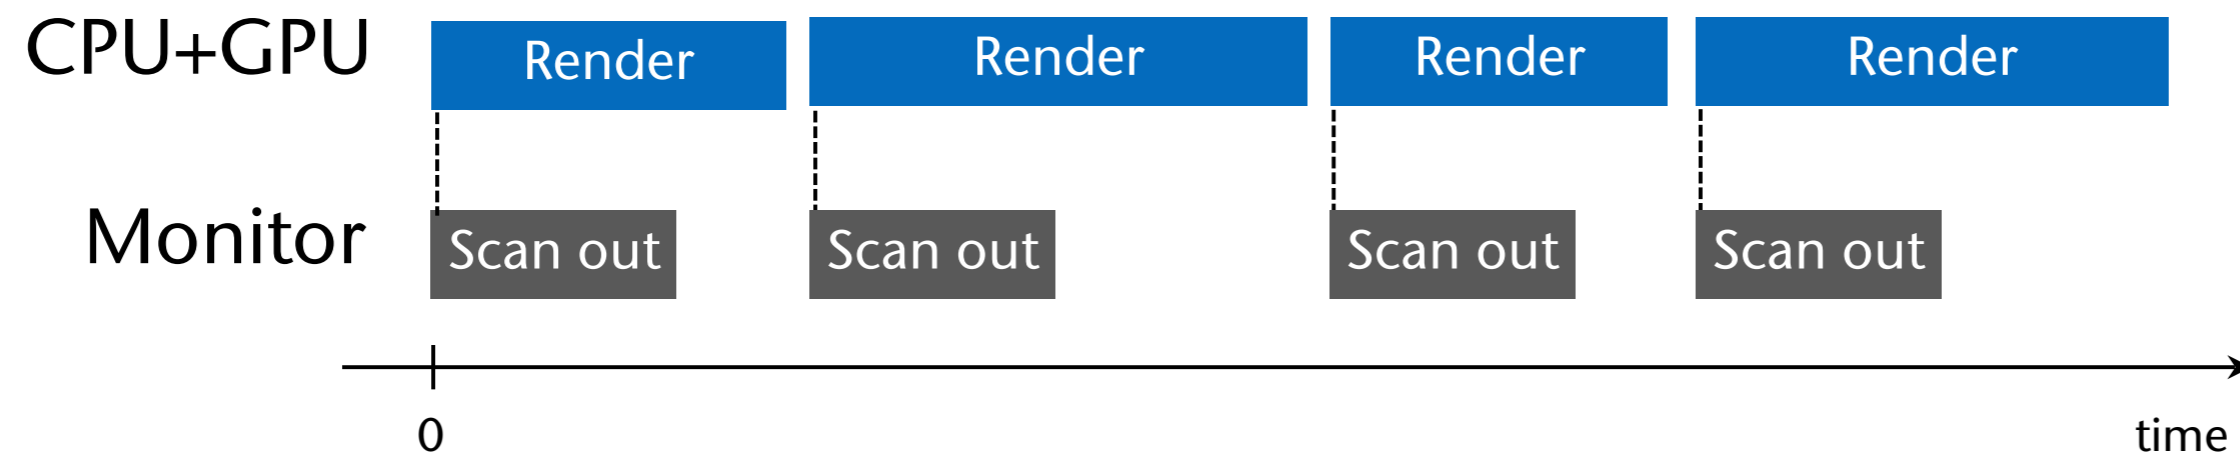 CPU+GPU Render Render Render Render
Monitor Scan out Scan out Scan out Scan out
0 time